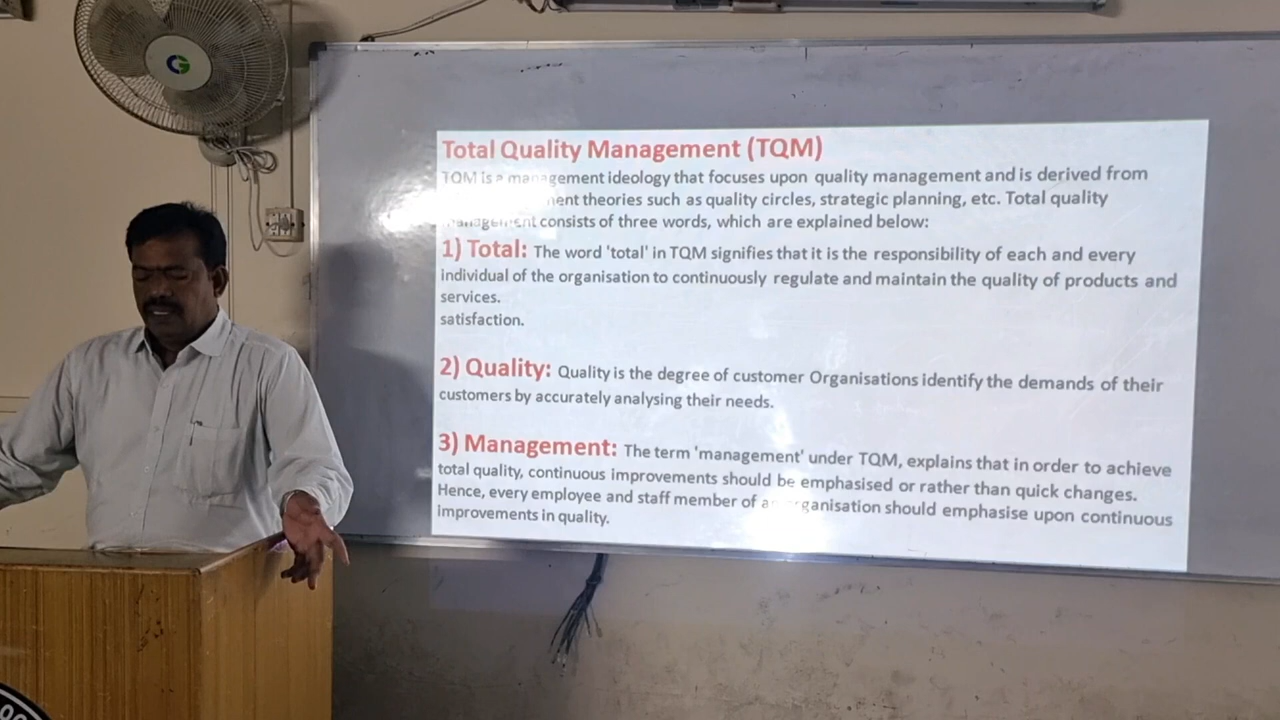 Total Quality Management (TQM)
TQM is a management ideology that focuses upon quality management and is derived from
theories such as quality circles, strategic planning, etc. Total quality
management consists of three words, which are explained below:
1) Total: The word 'total' in TQM signifies that it is the responsibility of each and every
individual of the organisation to continuously regulate and maintain the quality of products and
services.
satisfaction.
2) Quality: Quality is the degree of customer Organisations identify the demands of their
customers by accurately analysing their needs.
3) Management: The term 'management' under TQM, explains that in order to achieve
total quality, continuous improvements should be emphasised or rather than quick changes.
Hence, every employee and staff member of an organisation should emphasise upon continuous
improvements in quality.